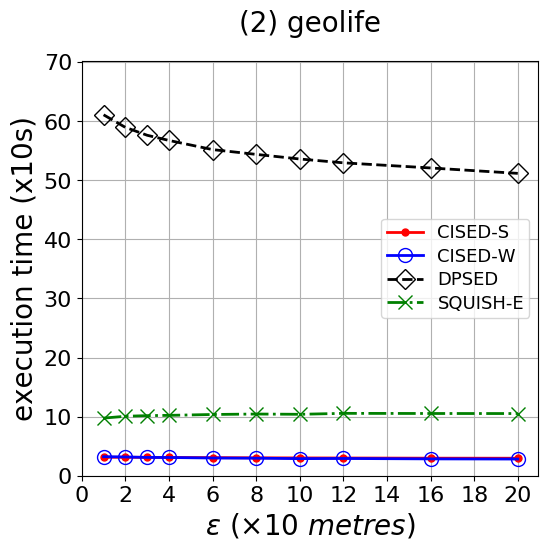 (2) geolife
execution time (x10s)
70
60
50
40
30
20
10
0
CISED-S
CISED-W
DPSED
SQUISH-E
0 2 4 6 8 10 12 14 16 18 20
ε (×10 metres)